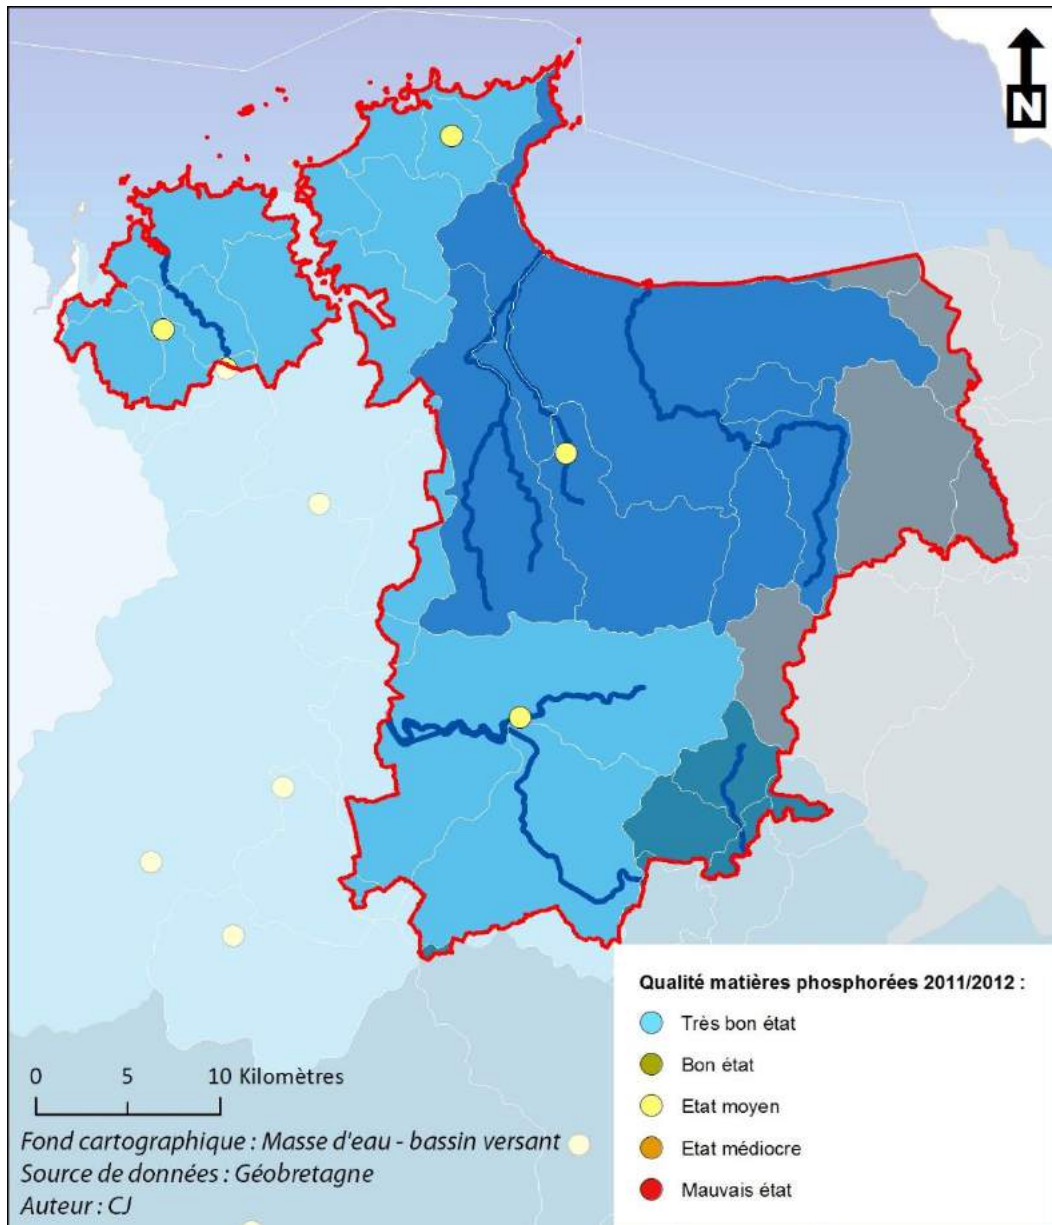 N
Qualité matières phosphorées 2011/2012 :
Très bon état
Bon état
Etat moyen
Etat médiocre
Mauvais état
0 5 10 Kilomètres
Fond cartographique : Masse d'eau - bassin versant
Source de données : Géobretagne
Auteur : CJ